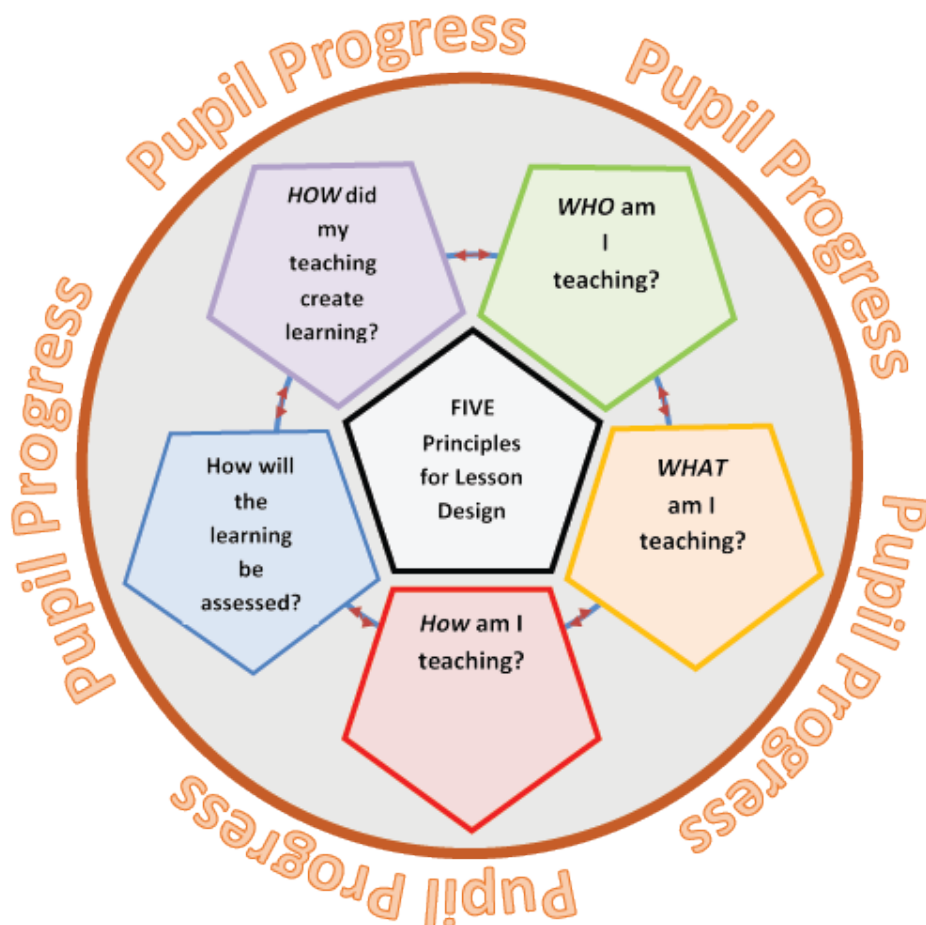 Pupil Progress
Pupil Progress
Pupil Progress
Pupil Progress
Pupil Progress
HOW did
my
teaching
create
learning?
WHO am
I
teaching?
FIVE
Principles
for Lesson
Design
WHAT
am I
teaching?
How am I
teaching?
How will
the
learning
be
assessed?